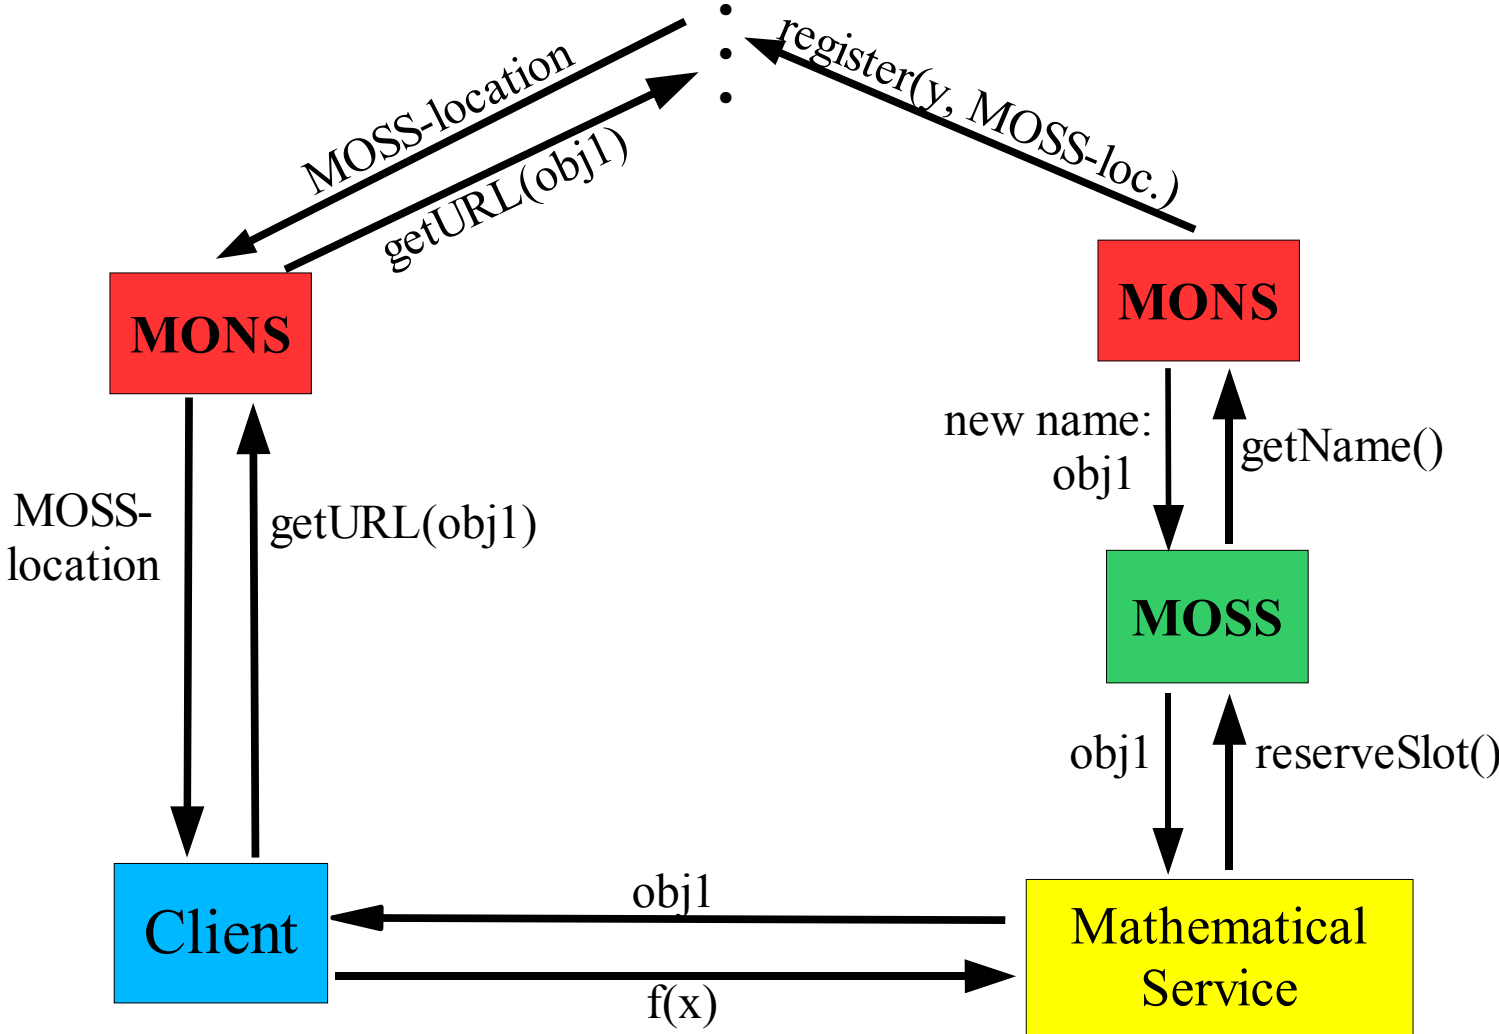 MOSS-location
getURL(obj1)
register(y, MOSS-loc.)
MONS
MONS
new name:
obj1
getName()
MOSS-
location
getURL(obj1)
MOSS
obj1
reserveSlot()
obj1
Client
f(x)
Mathematical
Service